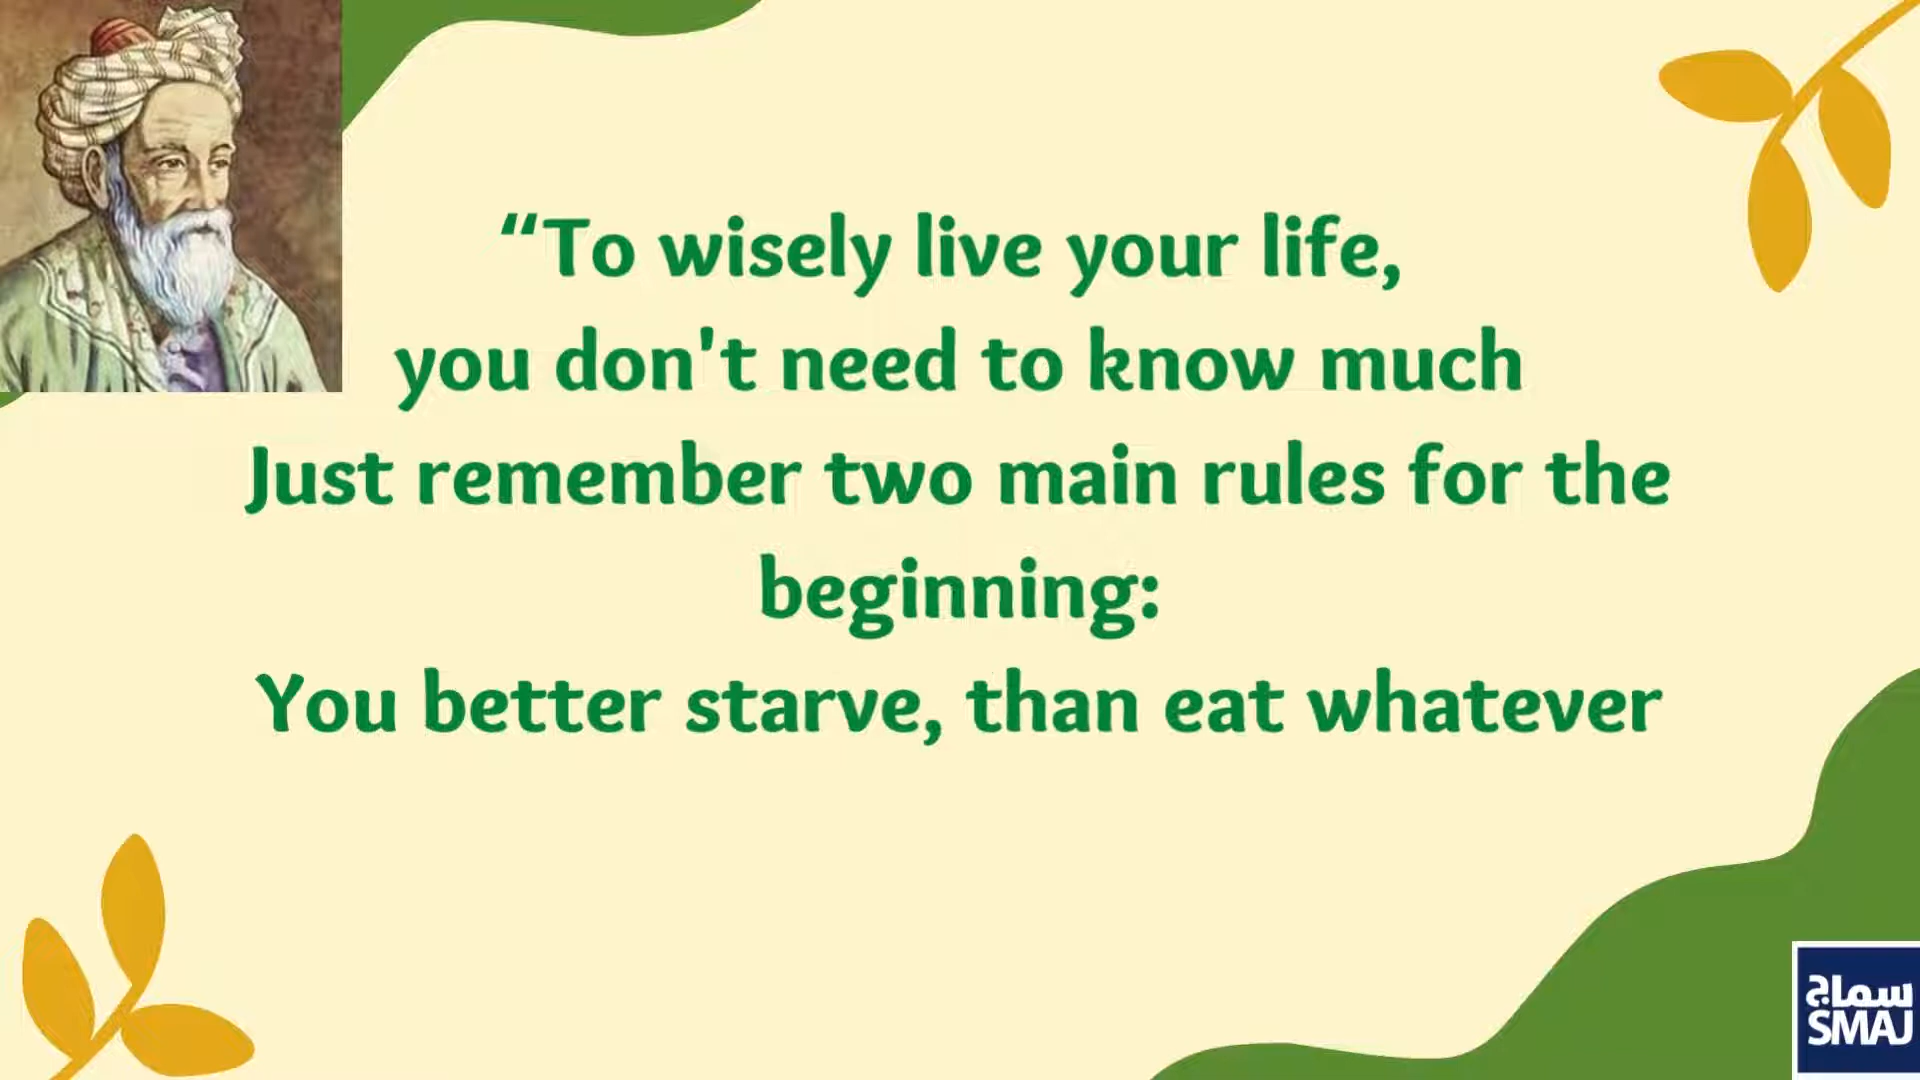 “To wisely live your life,
you don't need to know much
Just remember two main rules for the
beginning:
You better starve, than eat whatever
سماج
SMAJ